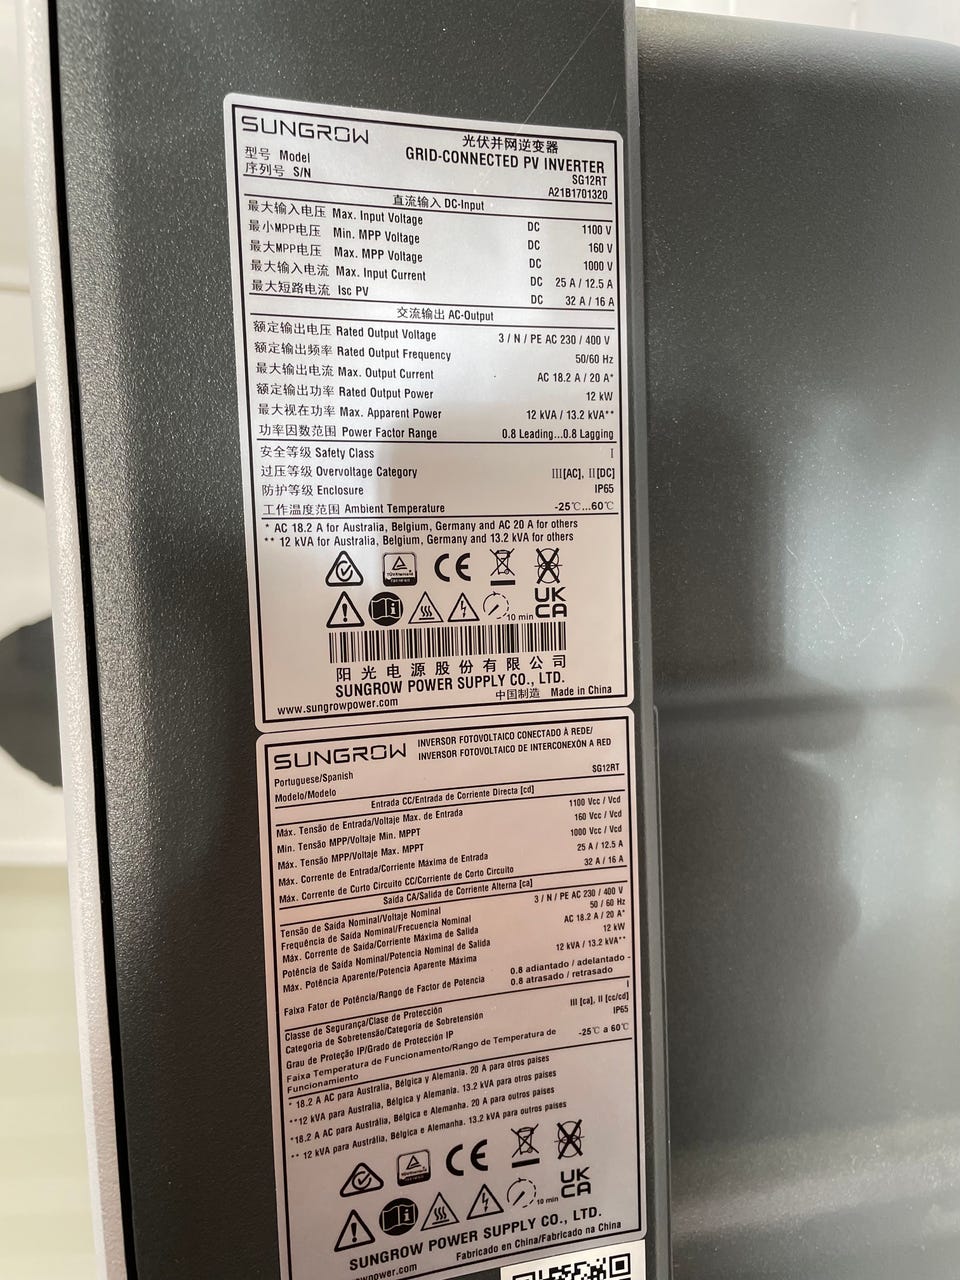 SUNGROW 光伏并网逆变器
GRID-CONNECTED PV INVERTER
型号 Model SG12RT
序列号 S/N A21B1701320
直流输入 DC-Input
最大输入电压 Max. Input Voltage DC 1100 V
最小MPP电压 Min. MPP Voltage DC 160 V
最大MPP电压 Max. MPP Voltage DC 1000 V
最大输入电流 Max. Input Current DC 25 A / 12.5 A
最大短路电流 Isc PV DC 32 A / 16 A
交流输出 AC-Output
额定输出电压 Rated Output Voltage 3 / N / PE AC 230 / 400 V
额定输出频率 Rated Output Frequency 50/60 Hz
最大输出电流 Max. Output Current AC 18.2 A / 20 A*
额定输出功率 Rated Output Power 12 kW
最大视在功率 Max. Apparent Power 12 kVA / 13.2 kVA**
功率因数范围 Power Factor Range 0.8 Leading...0.8 Lagging
安全等级 Safety Class I
过压等级 Overvoltage Category III[AC], II[DC]
防护等级 Enclosure IP65
工作温度范围 Ambient Temperature -25℃...60℃
* AC 18.2 A for Australia, Belgium, Germany and AC 20 A for others
** 12 kVA for Australia, Belgium, Germany and 13.2 kVA for others
CE
UK
CA
10 min
阳光电源股份有限公司
SUNGROW POWER SUPPLY CO., LTD.
www.sungrowpower.com 中国制造 Made in China
SUNGROW INVERSOR FOTOVOLTAICO CONECTADO À REDE/
INVERSOR FOTOVOLTAICO DE INTERCONEXÓN A RED
Portuguese/Spanish
Modelo/Modelo SG12RT
Entrada CC/Entrada de Corriente Directa [cd]
Máx. Tensão de Entrada/Voltaje Max. de Entrada 1100 Vcc / Vcd
Min. Tensão MPP/Voltaje Min. MPPT 160 Vcc / Vcd
Máx. Tensão MPP/Voltaje Max. MPPT 1000 Vcc / Vcd
Máx. Corrente de Entrada/Corriente Máxima de Entrada 25 A / 12.5 A
Máx. Corrente de Curto Circuito CC/Corriente de Corto Circuito 32 A / 16 A
Saída CA/Salida de Corriente Alterna [ca]
Tensão de Saída Nominal/Voltaje Nominal 3 / N / PE AC 230 / 400 V
Frequência de Saída Nominal/Frecuencia Nominal 50 / 60 Hz
Máx. Corrente de Saída/Corriente Máxima de Salida AC 18.2 A / 20 A*
Potência de Saída Nominal/Potencia Nominal de Salida 12 kW
Máx. Potência Aparente/Potencia Aparente Máxima 12 kVA / 13.2 kVA**
Faixa Fator de Potência/Rango de Factor de Potencia 0.8 adiantado / adelantado -
0.8 atrasado / retrasado
Classe de Segurança/Clase de Protección I
Categoria de Sobretensão/Categoria de Sobretensión III [ca], II [cc/cd]
Grau de Proteção IP/Grado de Protección IP IP65
Faixa Temperatura de Funcionamento/Rango de Temperatura de -25℃ a 60℃
Funcionamiento
* 18.2 A AC para Australia, Bélgica y Alemania. 20 A para otros países
**12 kVA para Australia, Bélgica y Alemania. 13.2 kVA para otros países
*18.2 A AC para Austrália, Bélgica e Alemanha. 20 A para outros países
** 12 kVA para Austrália, Bélgica e Alemanha. 13.2 kVA para outros países
CE
UK
CA
10 min
SUNGROW POWER SUPPLY CO., LTD.
Fabricado en China/Fabricado na China